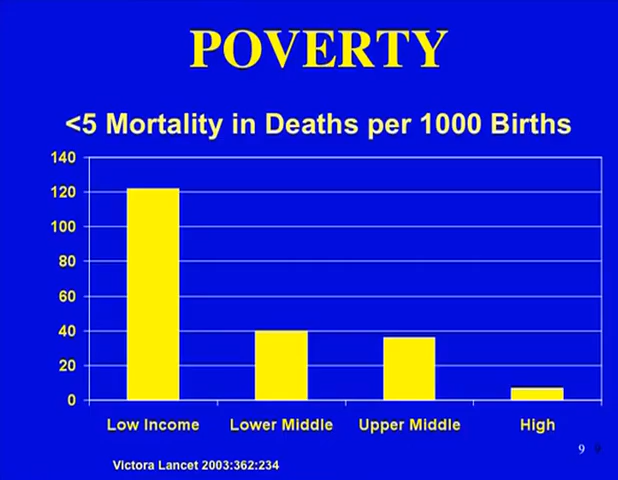 POVERTY
<5 Mortality in Deaths per 1000 Births
140
120
100
80
60
40
20
0
Low Income Lower Middle Upper Middle High
9 9
Victora Lancet 2003:362:234